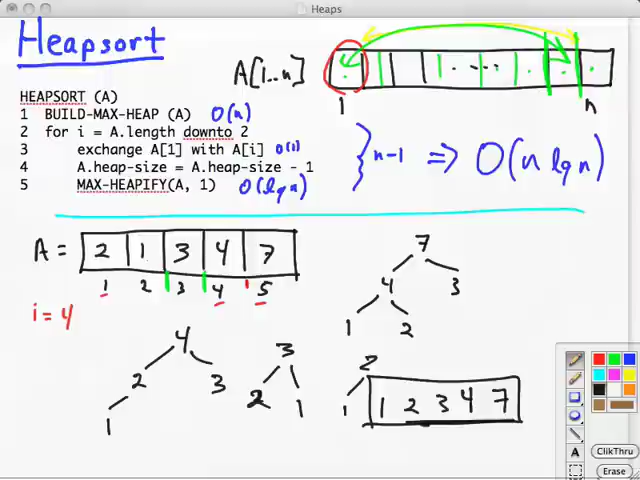 Heaps
Heapsort
A[1..n]
1 n
HEAPSORT (A)
1 BUILD-MAX-HEAP (A) O(n)
2 for i = A.length downto 2
3 exchange A[1] with A[i] O(1)
4 A.heap-size = A.heap-size - 1
5 MAX-HEAPIFY(A, 1) O(lg n)
n-1 ⇒ O(n lg n)
A = 2 1 3 4 7
1 2 3 4 5
i = 4
7
4 3
1 2
4
2 3
1
3
2 1
2
1
1 2 3 4 7
ClikThru
Erase